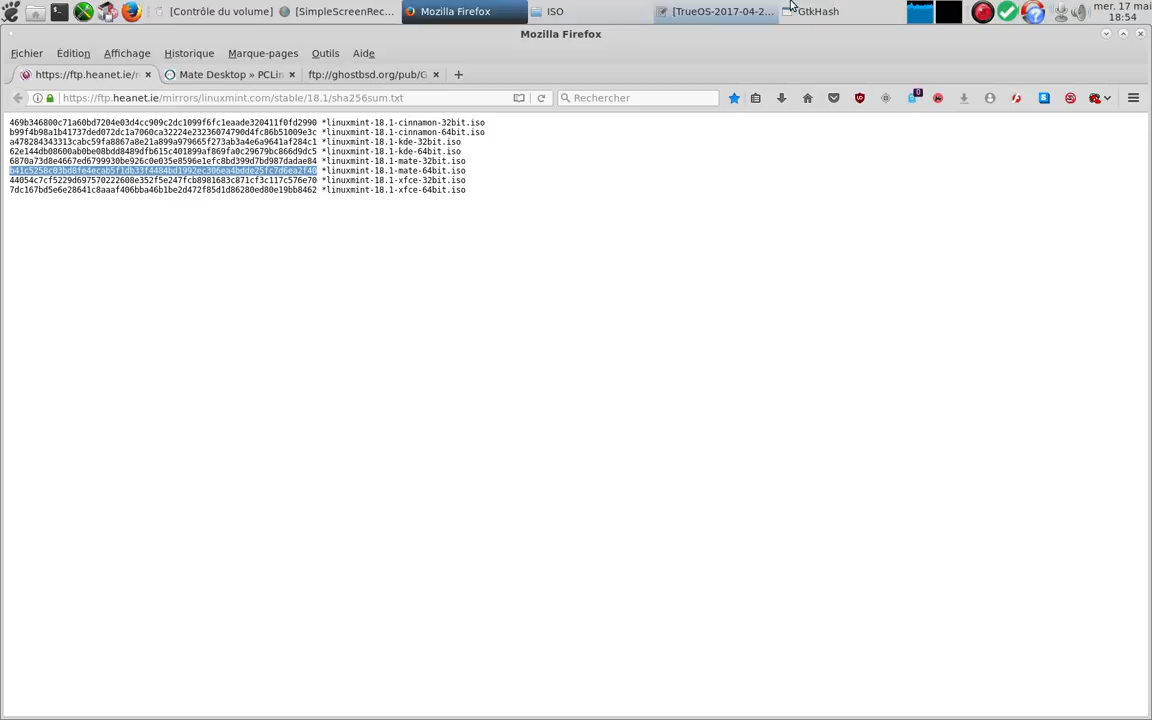 [Contrôle du volume]
[SimpleScreenRec...
Mozilla Firefox
ISO
[TrueOS-2017-04-2...
GtkHash
mer. 17 mai
18:54
Mozilla Firefox
Fichier Édition Affichage Historique Marque-pages Outils Aide
https://ftp.heanet.ie/n
Mate Desktop » PCLin
ftp://ghostbsd.org/pub/G
https://ftp.heanet.ie/mirrors/linuxmint.com/stable/18.1/sha256sum.txt
Rechercher
0
469b346800c71a60bd7204e03d4cc909c2dc1099f6fc1eaade320411f0fd2990 *linuxmint-18.1-cinnamon-32bit.iso
b99f4b98a1b41737ded072dc1a7060ca32224e23236074790d4fc86b51009e3c *linuxmint-18.1-cinnamon-64bit.iso
a478284343313cabc59fa8867a8e21a899a979665f273ab3a4e6a9641af284c1 *linuxmint-18.1-kde-32bit.iso
62e144db08600ab0be08bdd8489dfb615c401899af869fa0c29679bc866d9dc5 *linuxmint-18.1-kde-64bit.iso
6870a73d8e4667ed6799930be926c0e035e8596e1efc8bd399d7bd987dadae84 *linuxmint-18.1-mate-32bit.iso
b41c5258c03bd8fe4ecab5f1db33f4484bd1992ec306ea4bdde25fc7d6ea2f40 *linuxmint-18.1-mate-64bit.iso
44054c7cf5229d697570222608e352f5e247fcb8981683c871cf3c117c576e70 *linuxmint-18.1-xfce-32bit.iso
7dc167bd5e6e28641c8aaaf406bba46b1be2d472f85d1d86280ed80e19bb8462 *linuxmint-18.1-xfce-64bit.iso